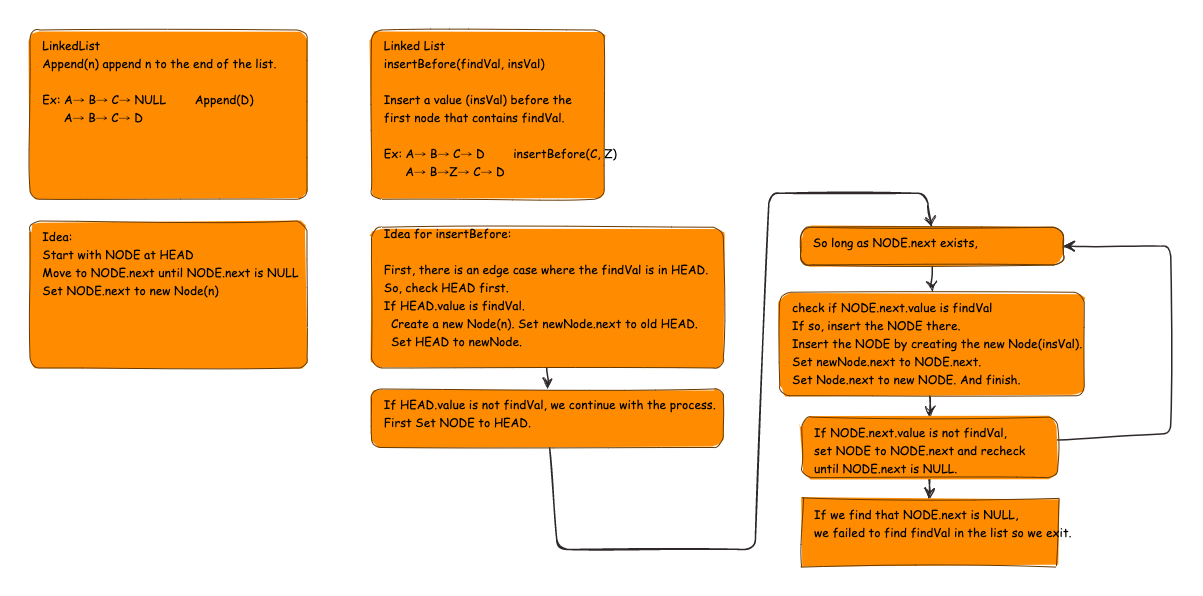 LinkedList
Append(n) append n to the end of the list.
Ex: A→ B→ C→ NULL Append(D)
A→ B→ C→ D
Idea:
Start with NODE at HEAD
Move to NODE.next until NODE.next is NULL
Set NODE.next to new Node(n)
Linked List
insertBefore(findVal, insVal)
Insert a value (insVal) before the
first node that contains findVal.
Ex: A→ B→ C→ D insertBefore(C, Z)
A→ B→Z→ C→ D
Idea for insertBefore:
First, there is an edge case where the findVal is in HEAD.
So, check HEAD first.
If HEAD.value is findVal.
Create a new Node(n). Set newNode.next to old HEAD.
Set HEAD to newNode.
If HEAD.value is not findVal, we continue with the process.
First Set NODE to HEAD.
So long as NODE.next exists,
check if NODE.next.value is findVal
If so, insert the NODE there.
Insert the NODE by creating the new Node(insVal).
Set newNode.next to NODE.next.
Set Node.next to new NODE. And finish.
If NODE.next.value is not findVal,
set NODE to NODE.next and recheck
until NODE.next is NULL.
If we find that NODE.next is NULL,
we failed to find findVal in the list so we exit.